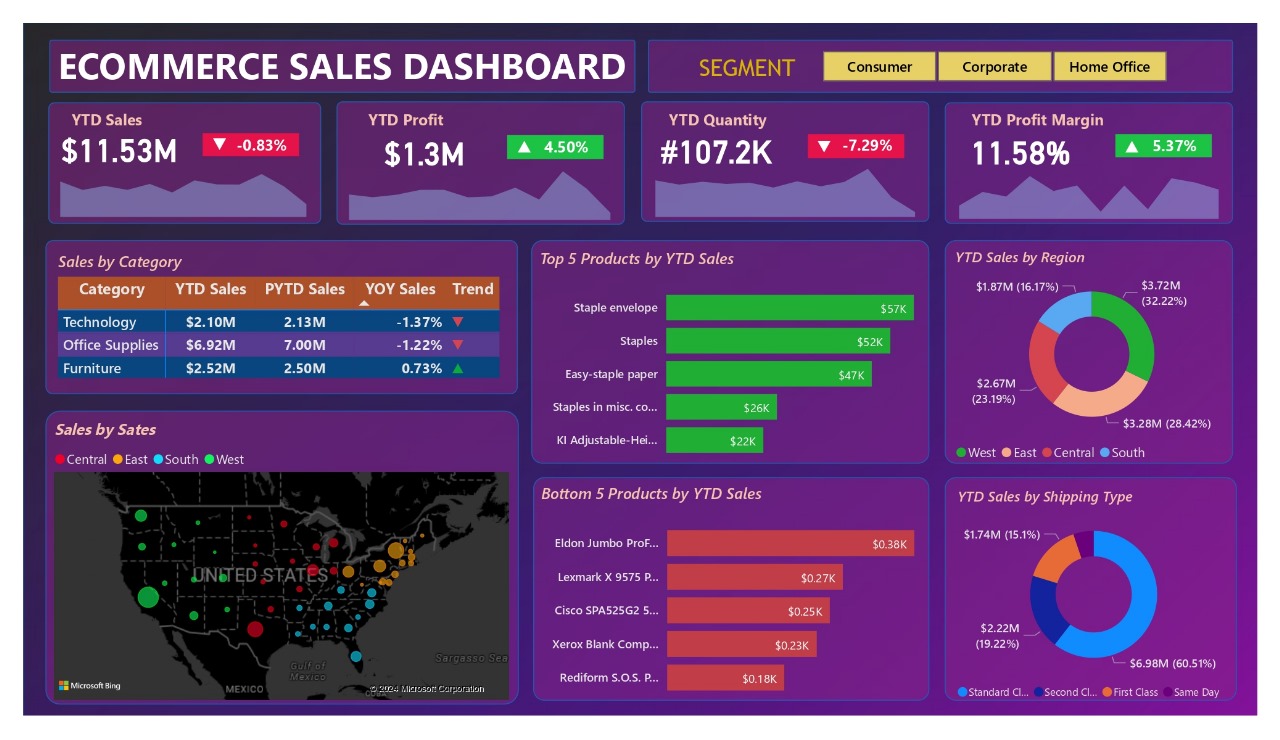 ECOMMERCE SALES DASHBOARD
SEGMENT
Consumer
Corporate
Home Office
YTD Sales
$11.53M
-0.83%
YTD Profit
$1.3M
4.50%
YTD Quantity
#107.2K
-7.29%
YTD Profit Margin
11.58%
5.37%
Sales by Category
Category YTD Sales PYTD Sales YOY Sales Trend
Technology $2.10M 2.13M -1.37%
Office Supplies $6.92M 7.00M -1.22%
Furniture $2.52M 2.50M 0.73%
Top 5 Products by YTD Sales
Staple envelope $57K
Staples $52K
Easy-staple paper $47K
Staples in misc. co... $26K
KI Adjustable-Hei... $22K
YTD Sales by Region
$1.87M (16.17%)
$3.72M
(32.22%)
$2.67M
(23.19%)
$3.28M (28.42%)
West East Central South
Sales by Sates
Central East South West
UNITED STATES
Gulf of
Mexico
Sargasso Sea
MEXICO
Microsoft Bing
© 2024 Microsoft Corporation
Bottom 5 Products by YTD Sales
Eldon Jumbo ProF... $0.38K
Lexmark X 9575 P... $0.27K
Cisco SPA525G2 5... $0.25K
Xerox Blank Comp... $0.23K
Rediform S.O.S. P... $0.18K
YTD Sales by Shipping Type
$1.74M (15.1%)
$2.22M
(19.22%)
$6.98M (60.51%)
Standard Cl... Second Cl... First Class Same Day